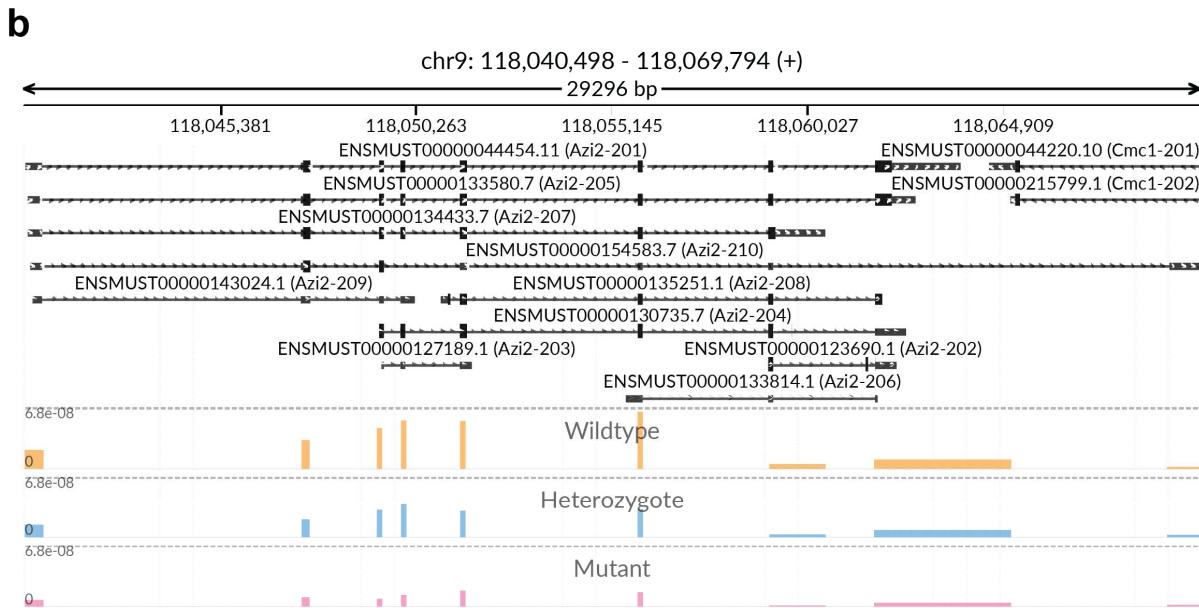 b
chr9: 118,040,498 - 118,069,794 (+)
29296 bp
118,045,381 118,050,263 118,055,145 118,060,027 118,064,909
ENSMUST00000044454.11 (Azi2-201) ENSMUST00000044220.10 (Cmc1-201)
ENSMUST00000133580.7 (Azi2-205) ENSMUST00000215799.1 (Cmc1-202)
ENSMUST00000134433.7 (Azi2-207)
ENSMUST00000154583.7 (Azi2-210)
ENSMUST00000143024.1 (Azi2-209) ENSMUST00000135251.1 (Azi2-208)
ENSMUST00000130735.7 (Azi2-204)
ENSMUST00000127189.1 (Azi2-203) ENSMUST00000123690.1 (Azi2-202)
ENSMUST00000133814.1 (Azi2-206)
6.8e-08
Wildtype
0
6.8e-08
Heterozygote
0
6.8e-08
Mutant
0